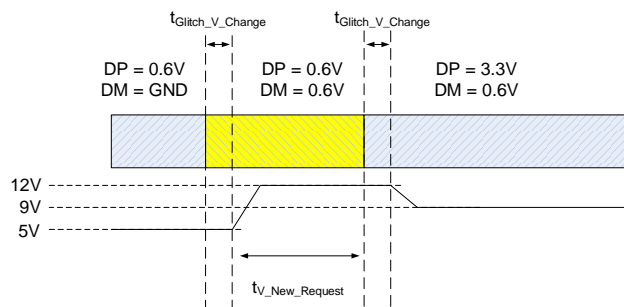 tGlitch_V_Change
tGlitch_V_Change
DP = 0.6V
DM = GND
DP = 0.6V
DM = 0.6V
DP = 3.3V
DM = 0.6V
12V
9V
5V
tV_New_Request